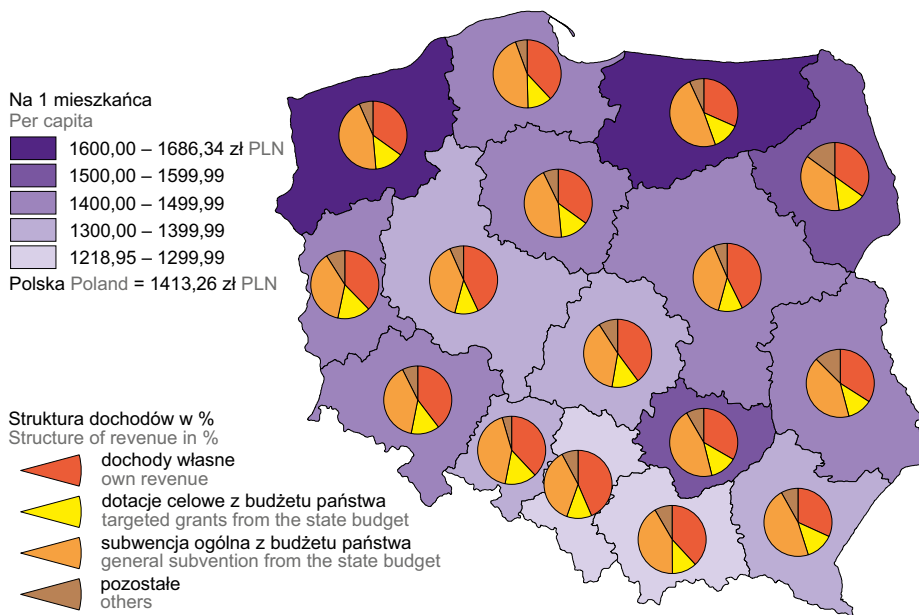 Na 1 mieszkańca
Per capita
1600,00 – 1686,34 zł PLN
1500,00 – 1599,99
1400,00 – 1499,99
1300,00 – 1399,99
1218,95 – 1299,99
Polska Poland = 1413,26 zł PLN
Struktura dochodów w %
Structure of revenue in %
dochody własne
own revenue
dotacje celowe z budżetu państwa
targeted grants from the state budget
subwencja ogólna z budżetu państwa
general subvention from the state budget
pozostałe
others